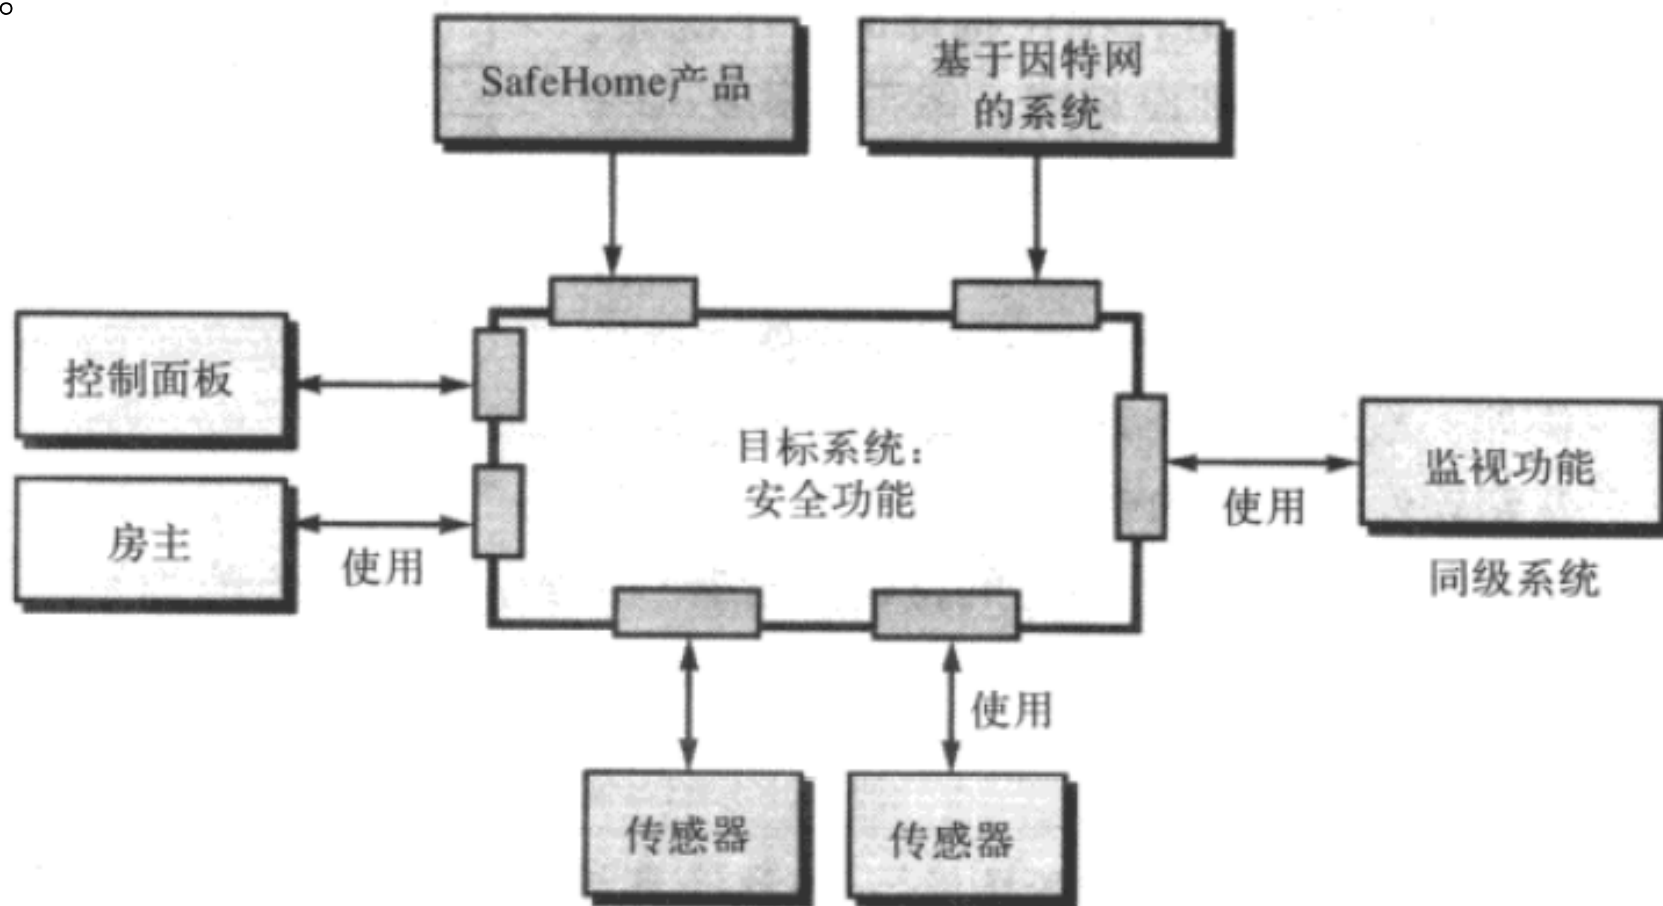 SafeHome产品
基于因特网
的系统
控制面板
目标系统：
安全功能
监视功能
使用
房主
使用
同级系统
使用
传感器
传感器